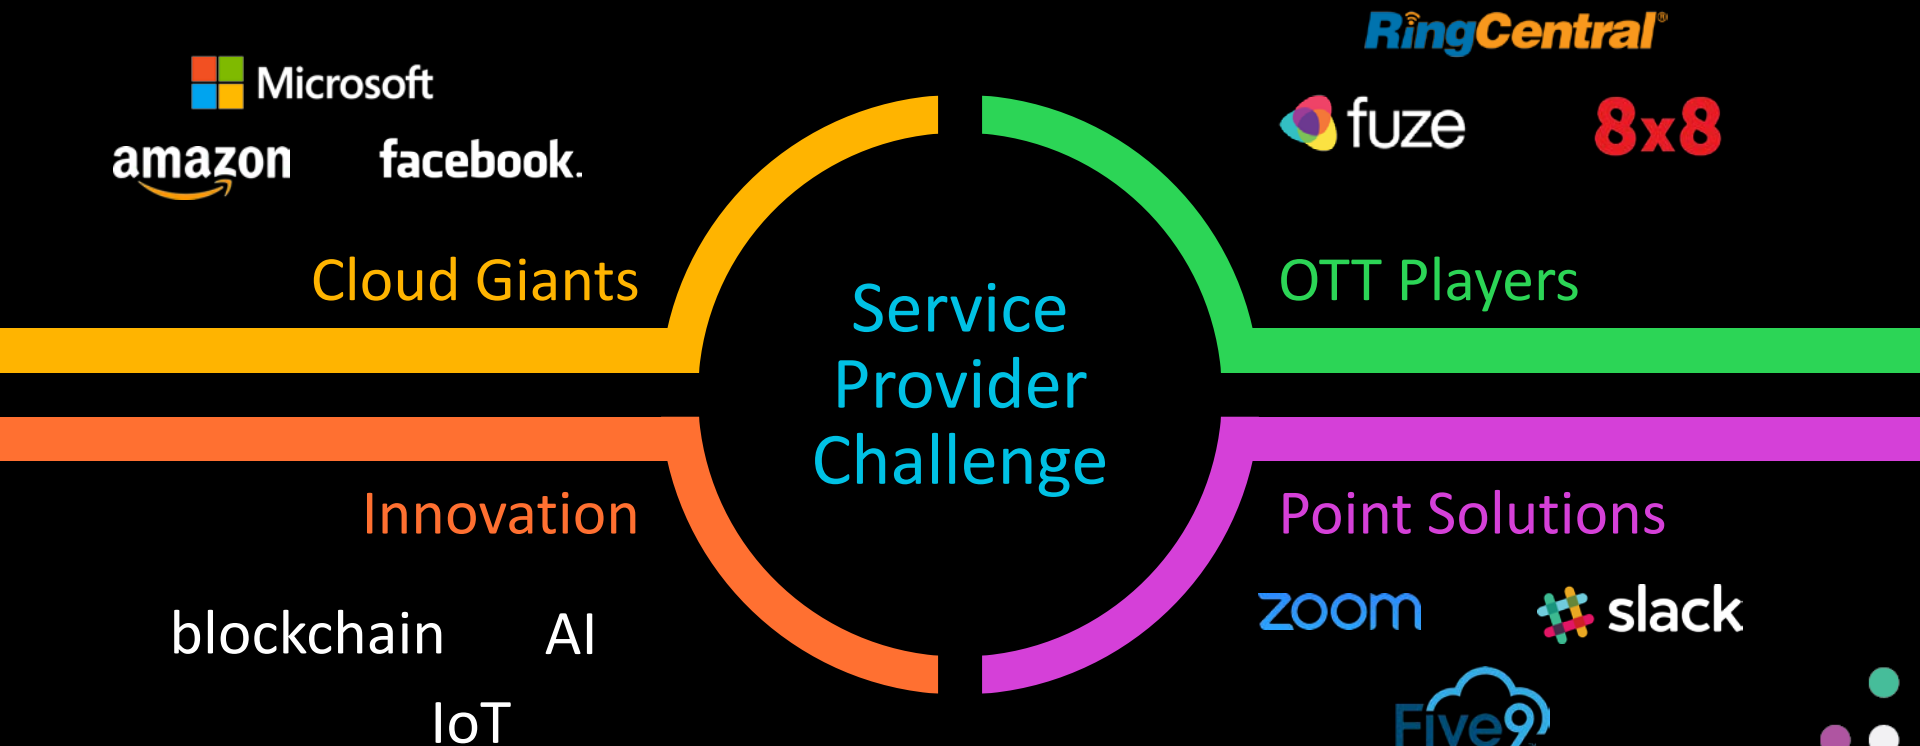 Microsoft
amazon
facebook.
Cloud Giants
RingCentral®
fuze
8x8
OTT Players
Service
Provider
Challenge
Innovation
blockchain
AI
IoT
Point Solutions
zoom
slack
Five9